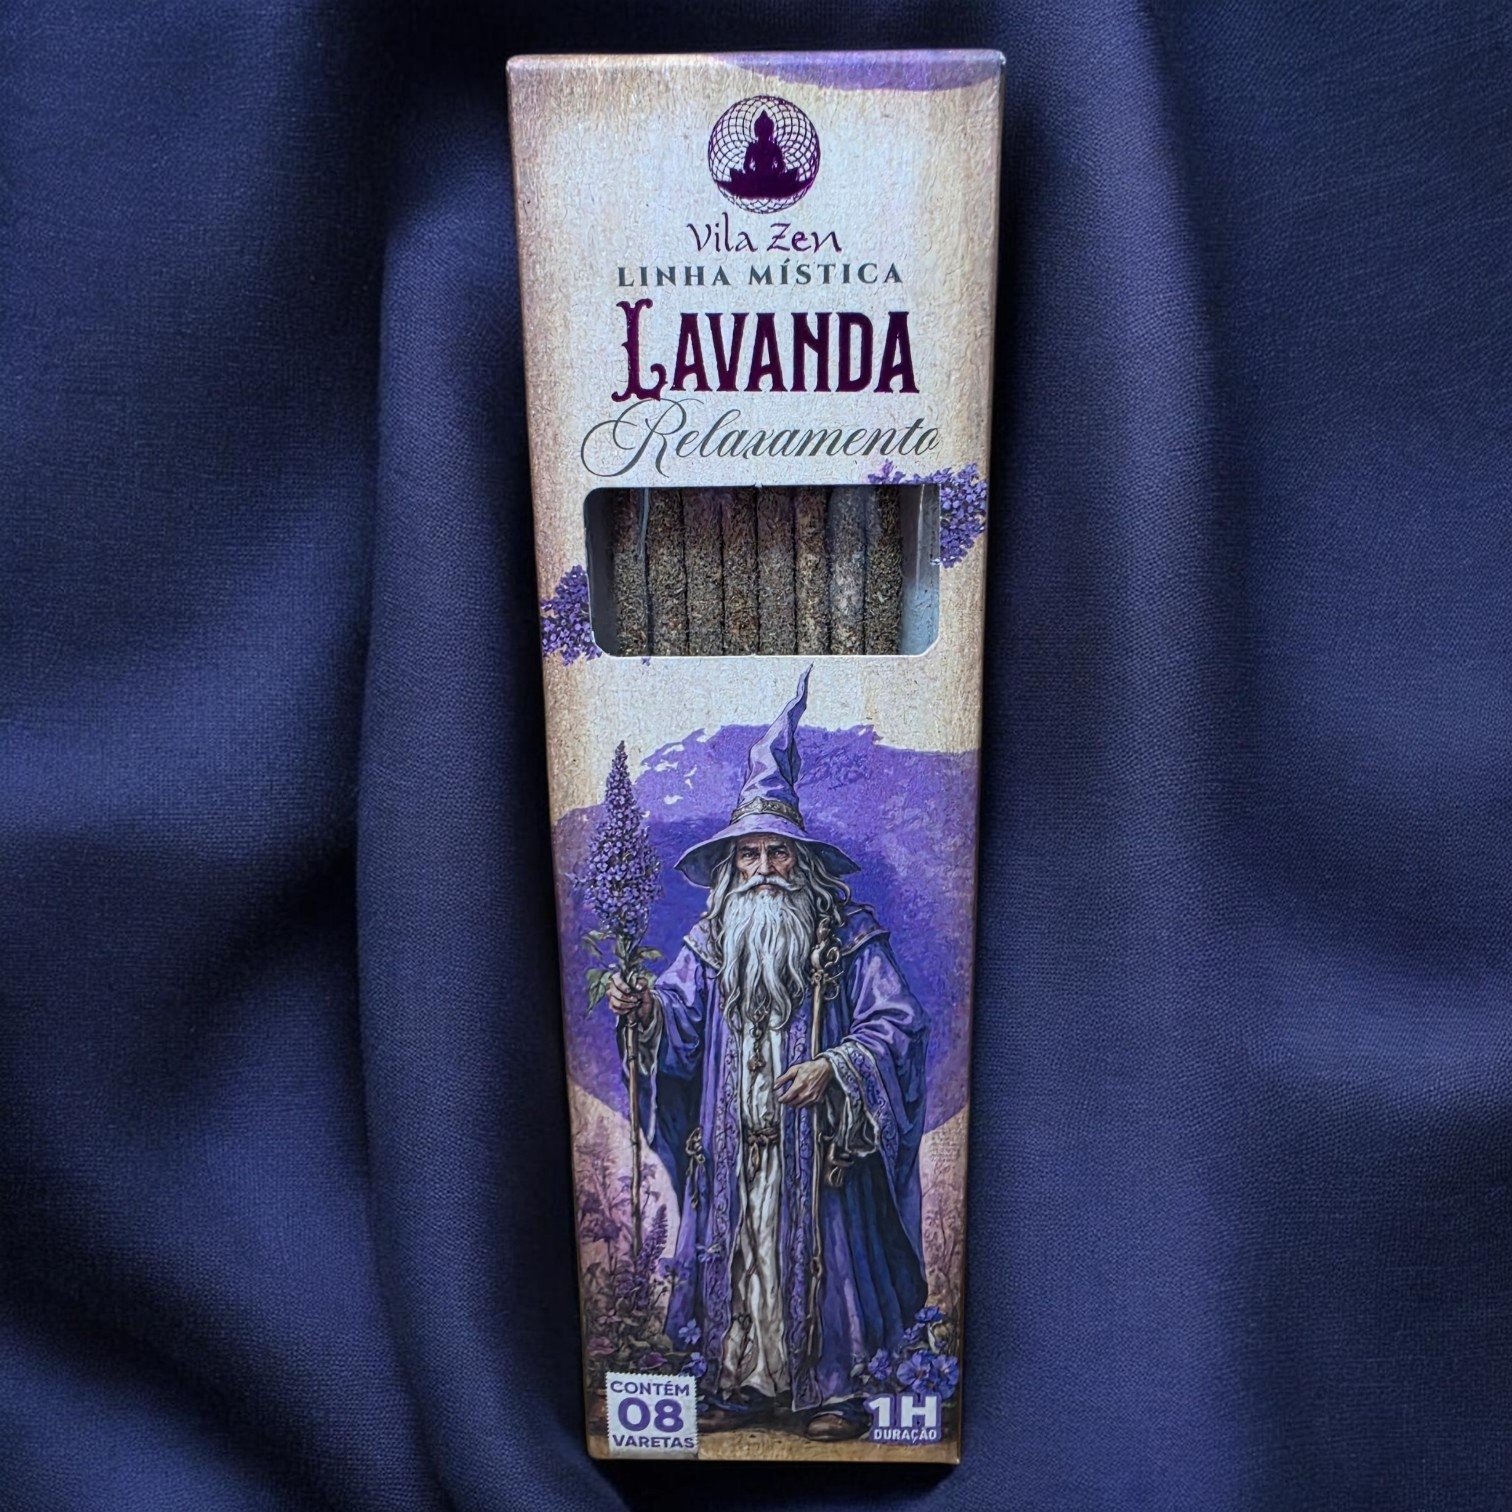 Vila Zen
LINHA MÍSTICA
LAVANDA
Relaxamento
CONTÉM
08
VARETAS
1H
DURAÇÃO